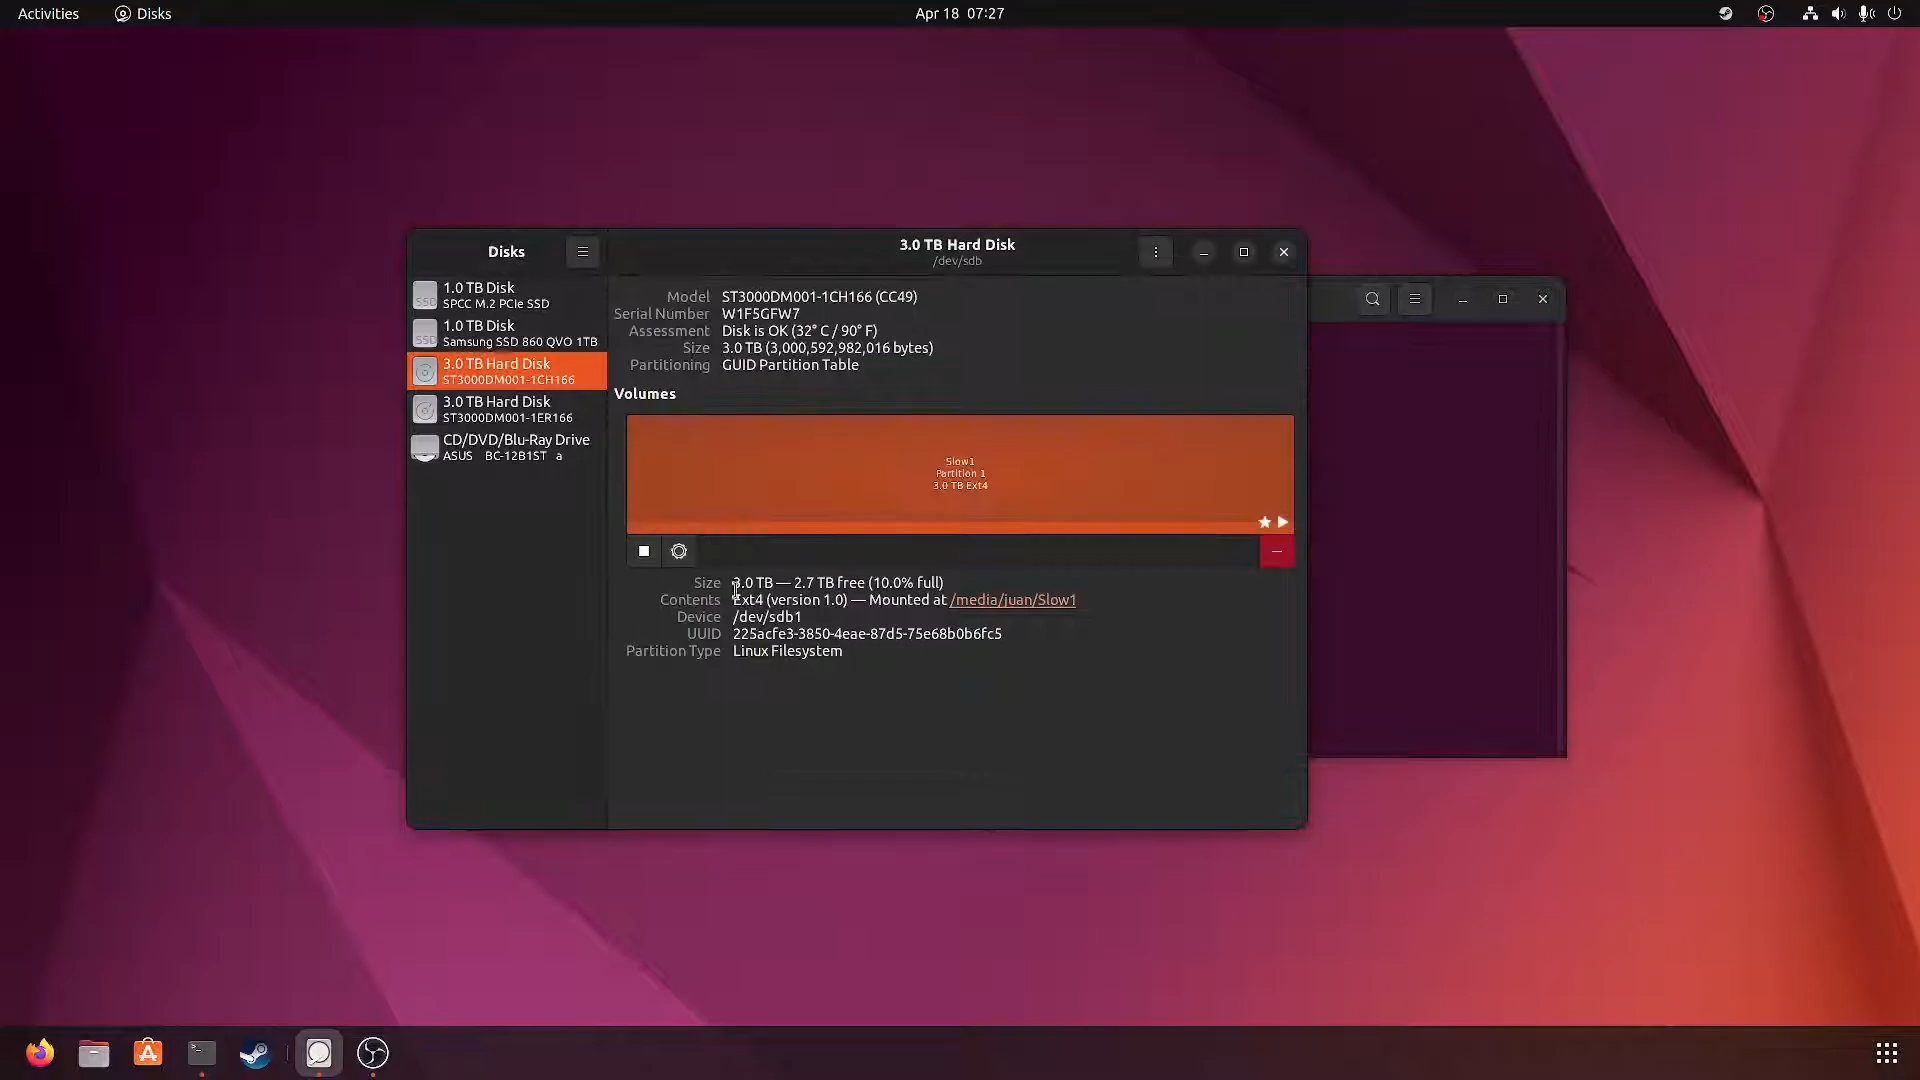 Activities
Disks
Apr 18 07:27
Disks
3.0 TB Hard Disk
/dev/sdb
1.0 TB Disk
SPCC M.2 PCIe SSD
1.0 TB Disk
Samsung SSD 860 QVO 1TB
3.0 TB Hard Disk
ST3000DM001-1CH166
3.0 TB Hard Disk
ST3000DM001-1ER166
CD/DVD/Blu-Ray Drive
ASUS BC-12B1ST a
SSD
SSD
Model ST3000DM001-1CH166 (CC49)
Serial Number W1F5GFW7
Assessment Disk is OK (32° C / 90° F)
Size 3.0 TB (3,000,592,982,016 bytes)
Partitioning GUID Partition Table
Volumes
Slow1
Partition 1
3.0 TB Ext4
Size 3.0 TB — 2.7 TB free (10.0% full)
Contents Ext4 (version 1.0) — Mounted at /media/juan/Slow1
Device /dev/sdb1
UUID 225acfe3-3850-4eae-87d5-75e68b0b6fc5
Partition Type Linux Filesystem